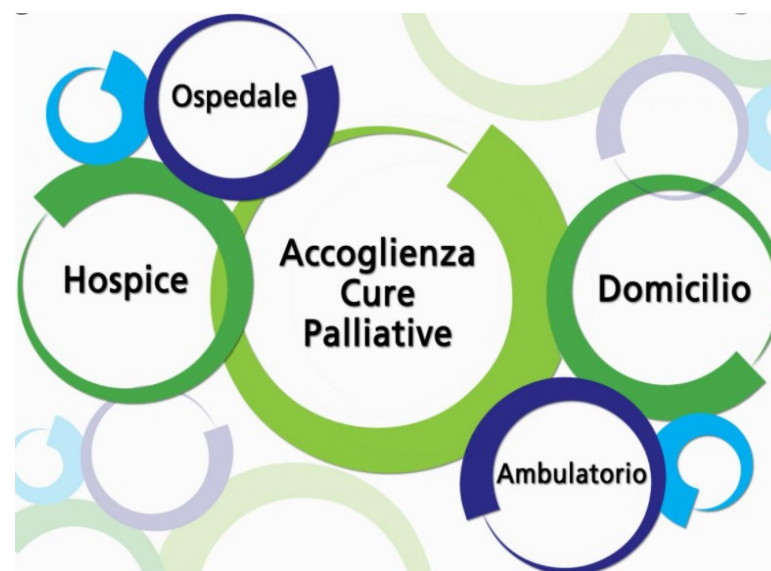 Ospedale
Hospice
Accoglienza
Cure
Palliative
Domicilio
Ambulatorio